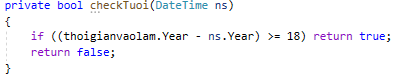 private bool checkTuoi(DateTime ns)
{
if ((thoigianvaolam.Year - ns.Year) >= 18) return true;
return false;
}